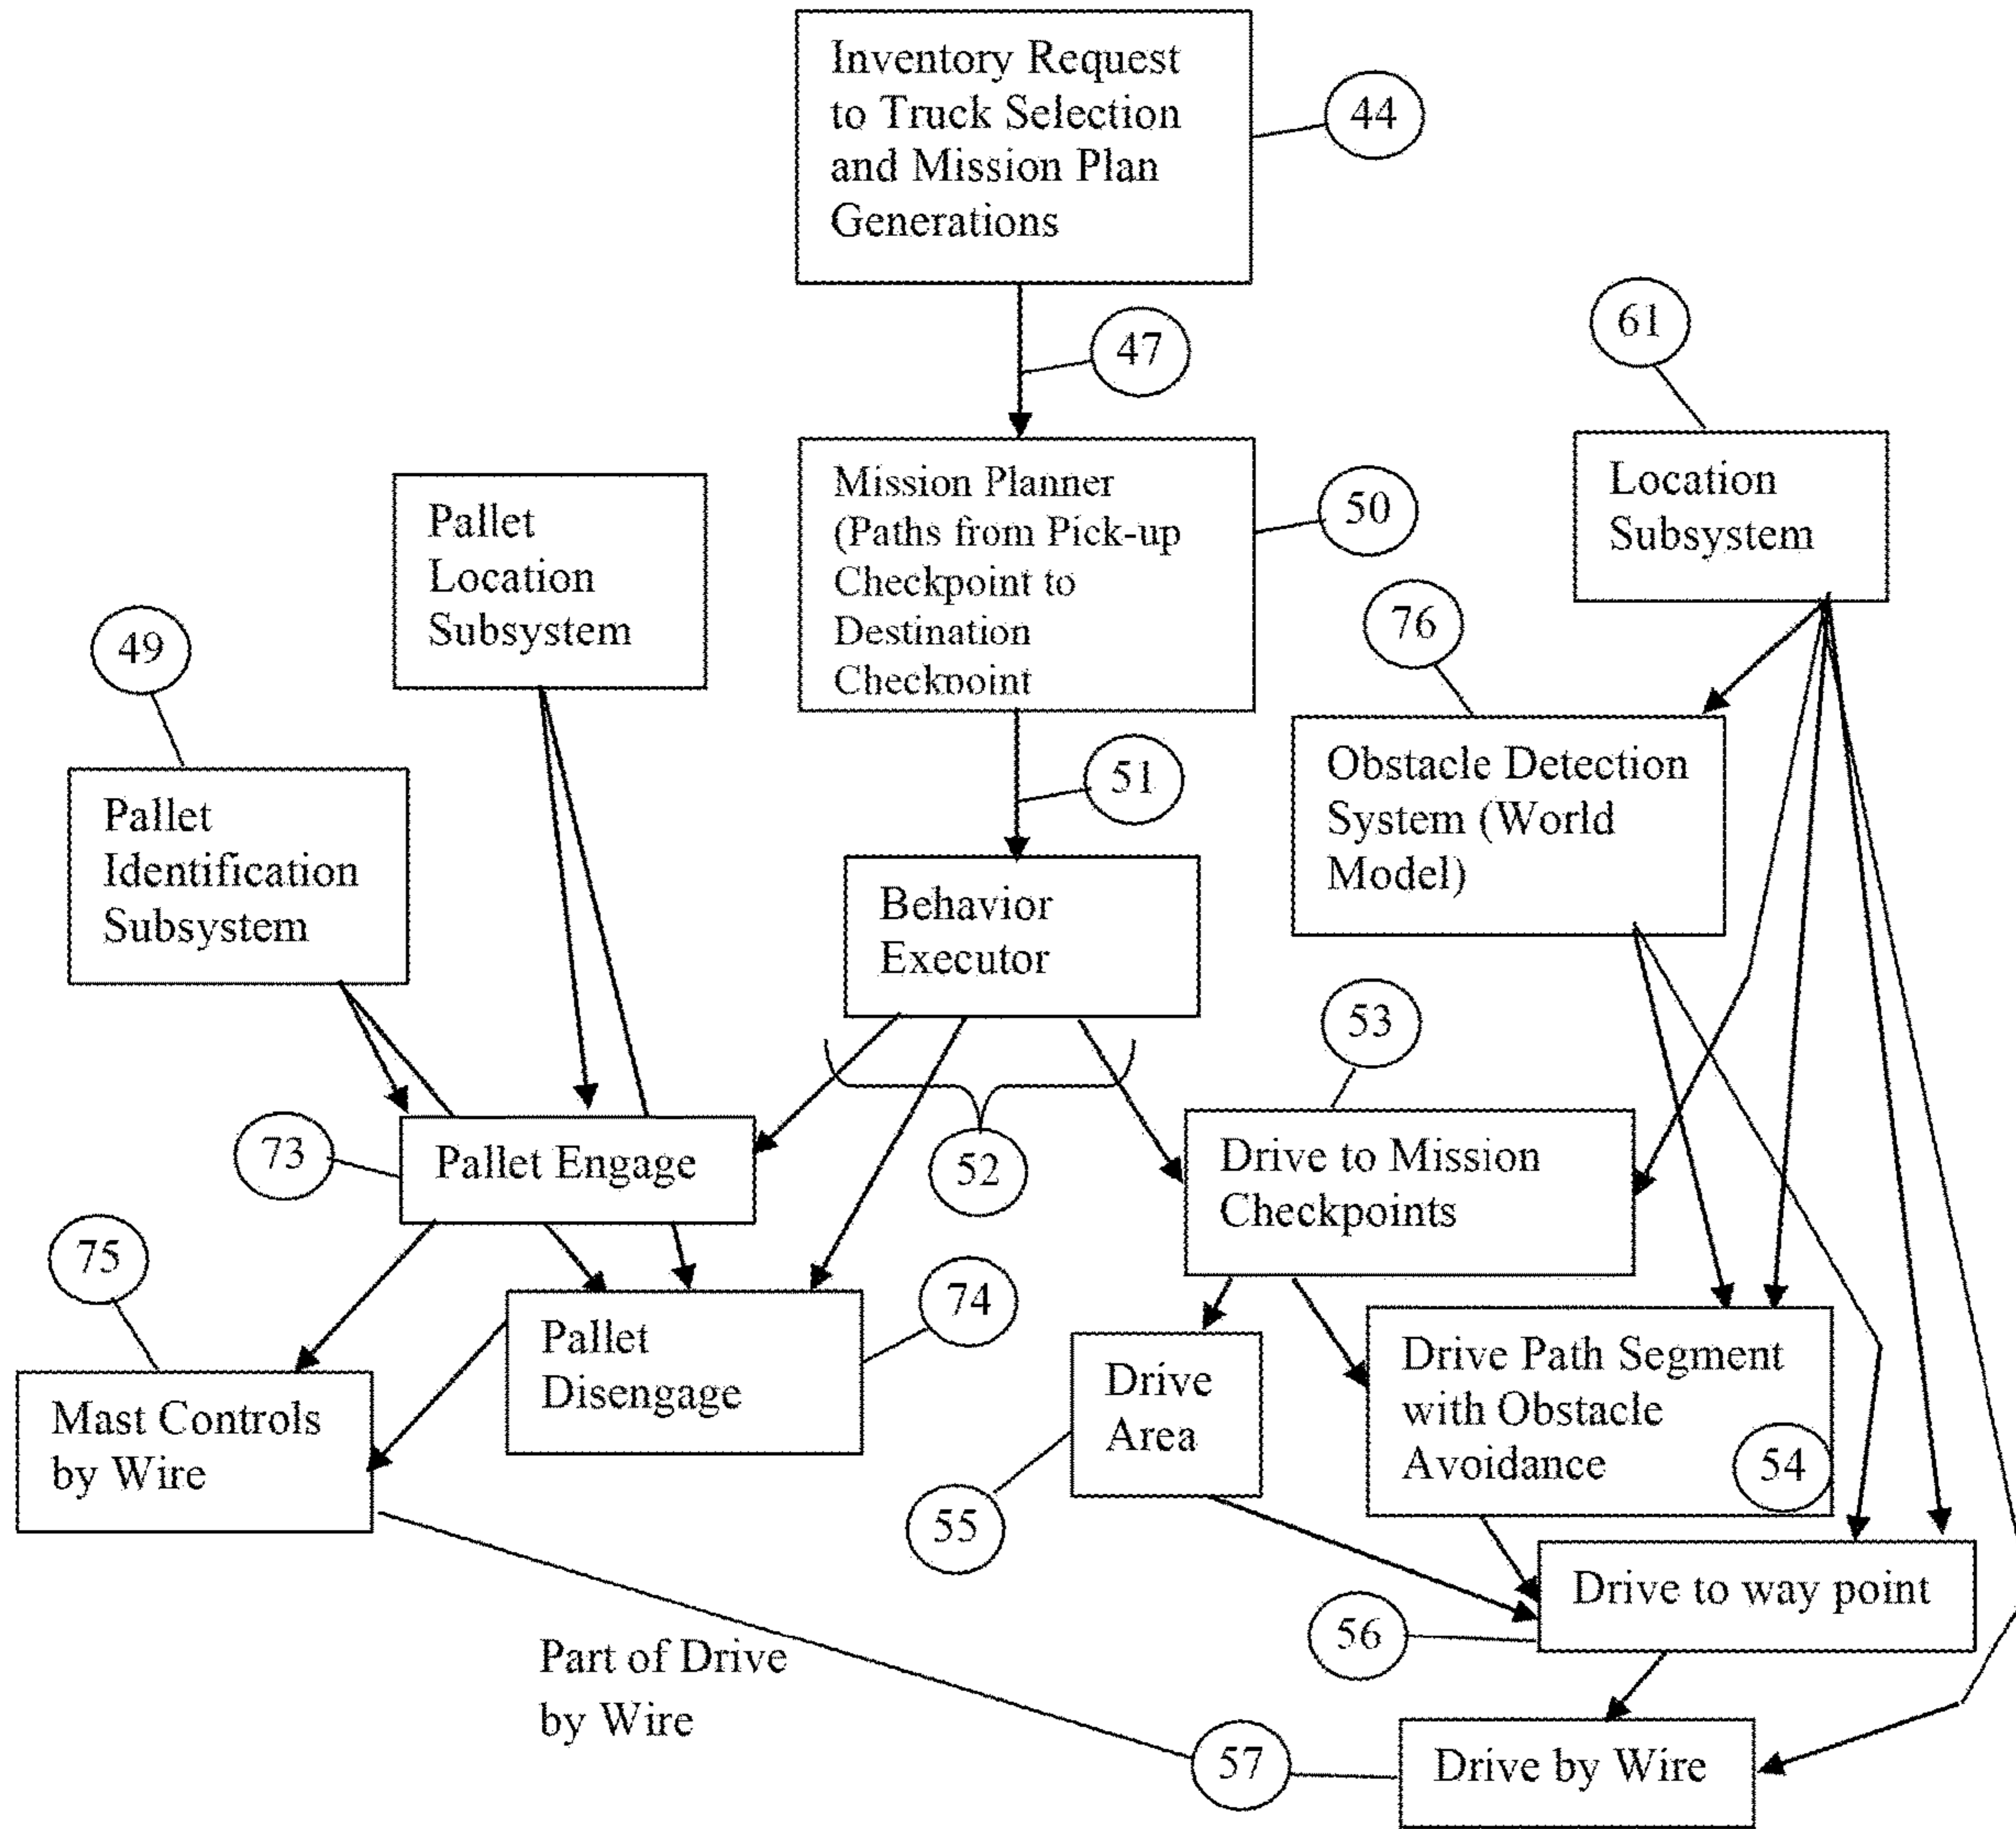 Inventory Request
to Truck Selection
and Mission Plan
Generations
44
47
61
Mission Planner
(Paths from Pick-up
Checkpoint to
Destination
Checkpoint
50
Location
Subsystem
Pallet
Location
Subsystem
49
76
Pallet
Identification
Subsystem
51
Obstacle Detection
System (World
Model)
Behavior
Executor
53
73
Pallet Engage
52
Drive to Mission
Checkpoints
75
74
Mast Controls
by Wire
Pallet
Disengage
Drive
Area
Drive Path Segment
with Obstacle
Avoidance
54
55
Drive to way point
56
Part of Drive
by Wire
57
Drive by Wire